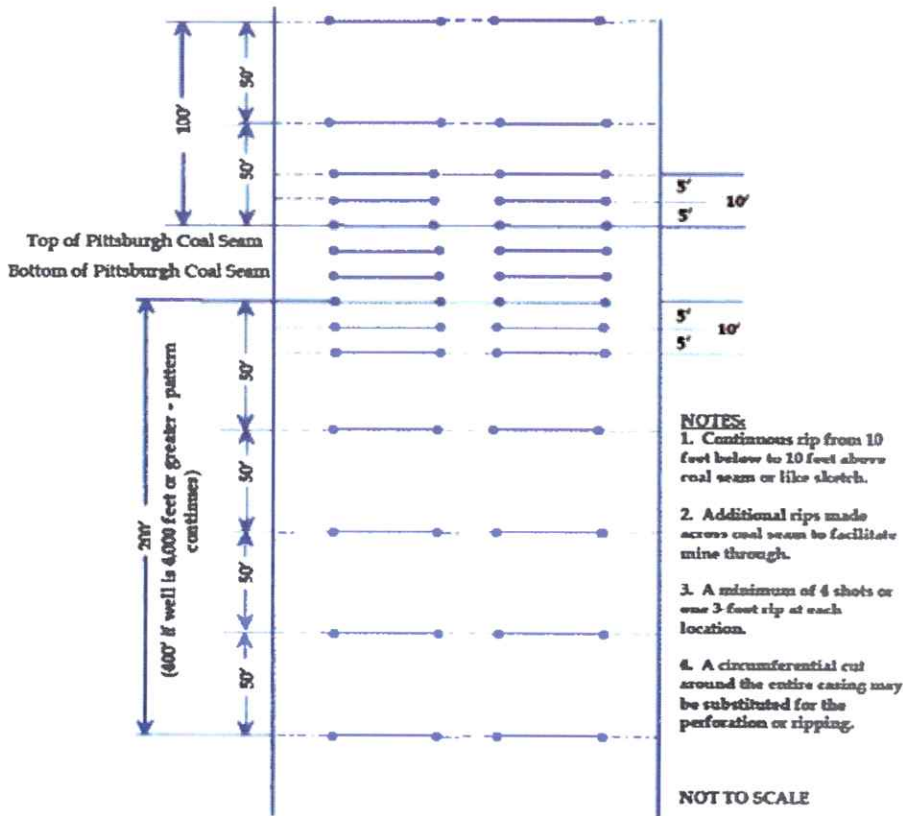 100'
50'
50'
5'
10'
5'
Top of Pittsburgh Coal Seam
Bottom of Pittsburgh Coal Seam
5'
10'
5'
200'
(400' if well is 4,000 feet or greater - pattern
continues)
50'
50'
50'
50'
NOTES:
1. Continuous rip from 10
feet below to 10 feet above
coal seam or like sketch.
2. Additional rips made
across coal seam to facilitate
mine through.
3. A minimum of 4 shots or
one 3-foot rip at each
location.
4. A circumferential cut
around the entire casing may
be substituted for the
perforation or ripping.
NOT TO SCALE